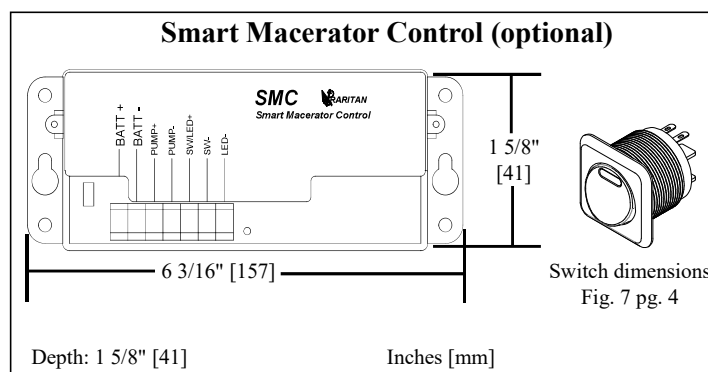 Smart Macerator Control (optional)
SMC RARITAN
Smart Macerator Control
BATT +
BATT -
PUMP+
PUMP-
SW/LED+
SW-
LED-
1 5/8"
[41]
6 3/16" [157]
Switch dimensions
Fig. 7 pg. 4
Depth: 1 5/8" [41] Inches [mm]